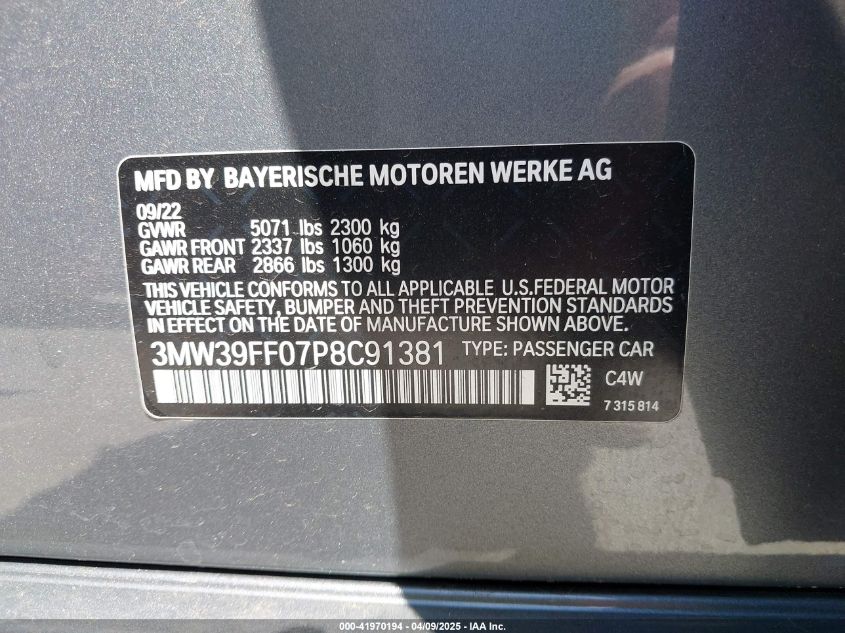 MFD BY BAYERISCHE MOTOREN WERKE AG
09/22
GVWR 5071 lbs 2300 kg
GAWR FRONT 2337 lbs 1060 kg
GAWR REAR 2866 lbs 1300 kg
THIS VEHICLE CONFORMS TO ALL APPLICABLE U.S.FEDERAL MOTOR
VEHICLE SAFETY, BUMPER AND THEFT PREVENTION STANDARDS
IN EFFECT ON THE DATE OF MANUFACTURE SHOWN ABOVE.
3MW39FF07P8C91381 TYPE: PASSENGER CAR
C4W
7 315 814
000-41970194 - 04/09/2025 - IAA Inc.